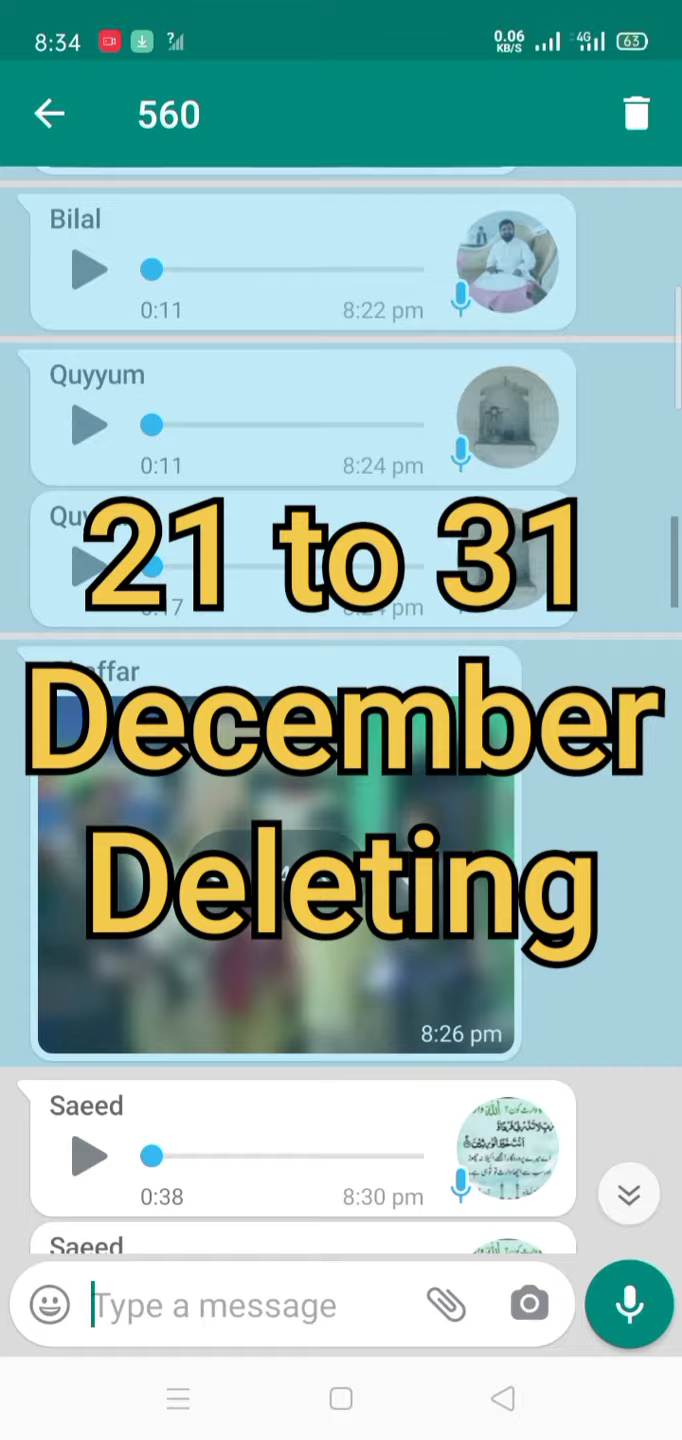 8:34
0.06
KB/S
4G
63
560
Bilal
0:11
8:22 pm
Quyyum
0:11
8:24 pm
21 to 31
December
Deleting
8:26 pm
Saeed
0:38
8:30 pm
Saeed
Type a message